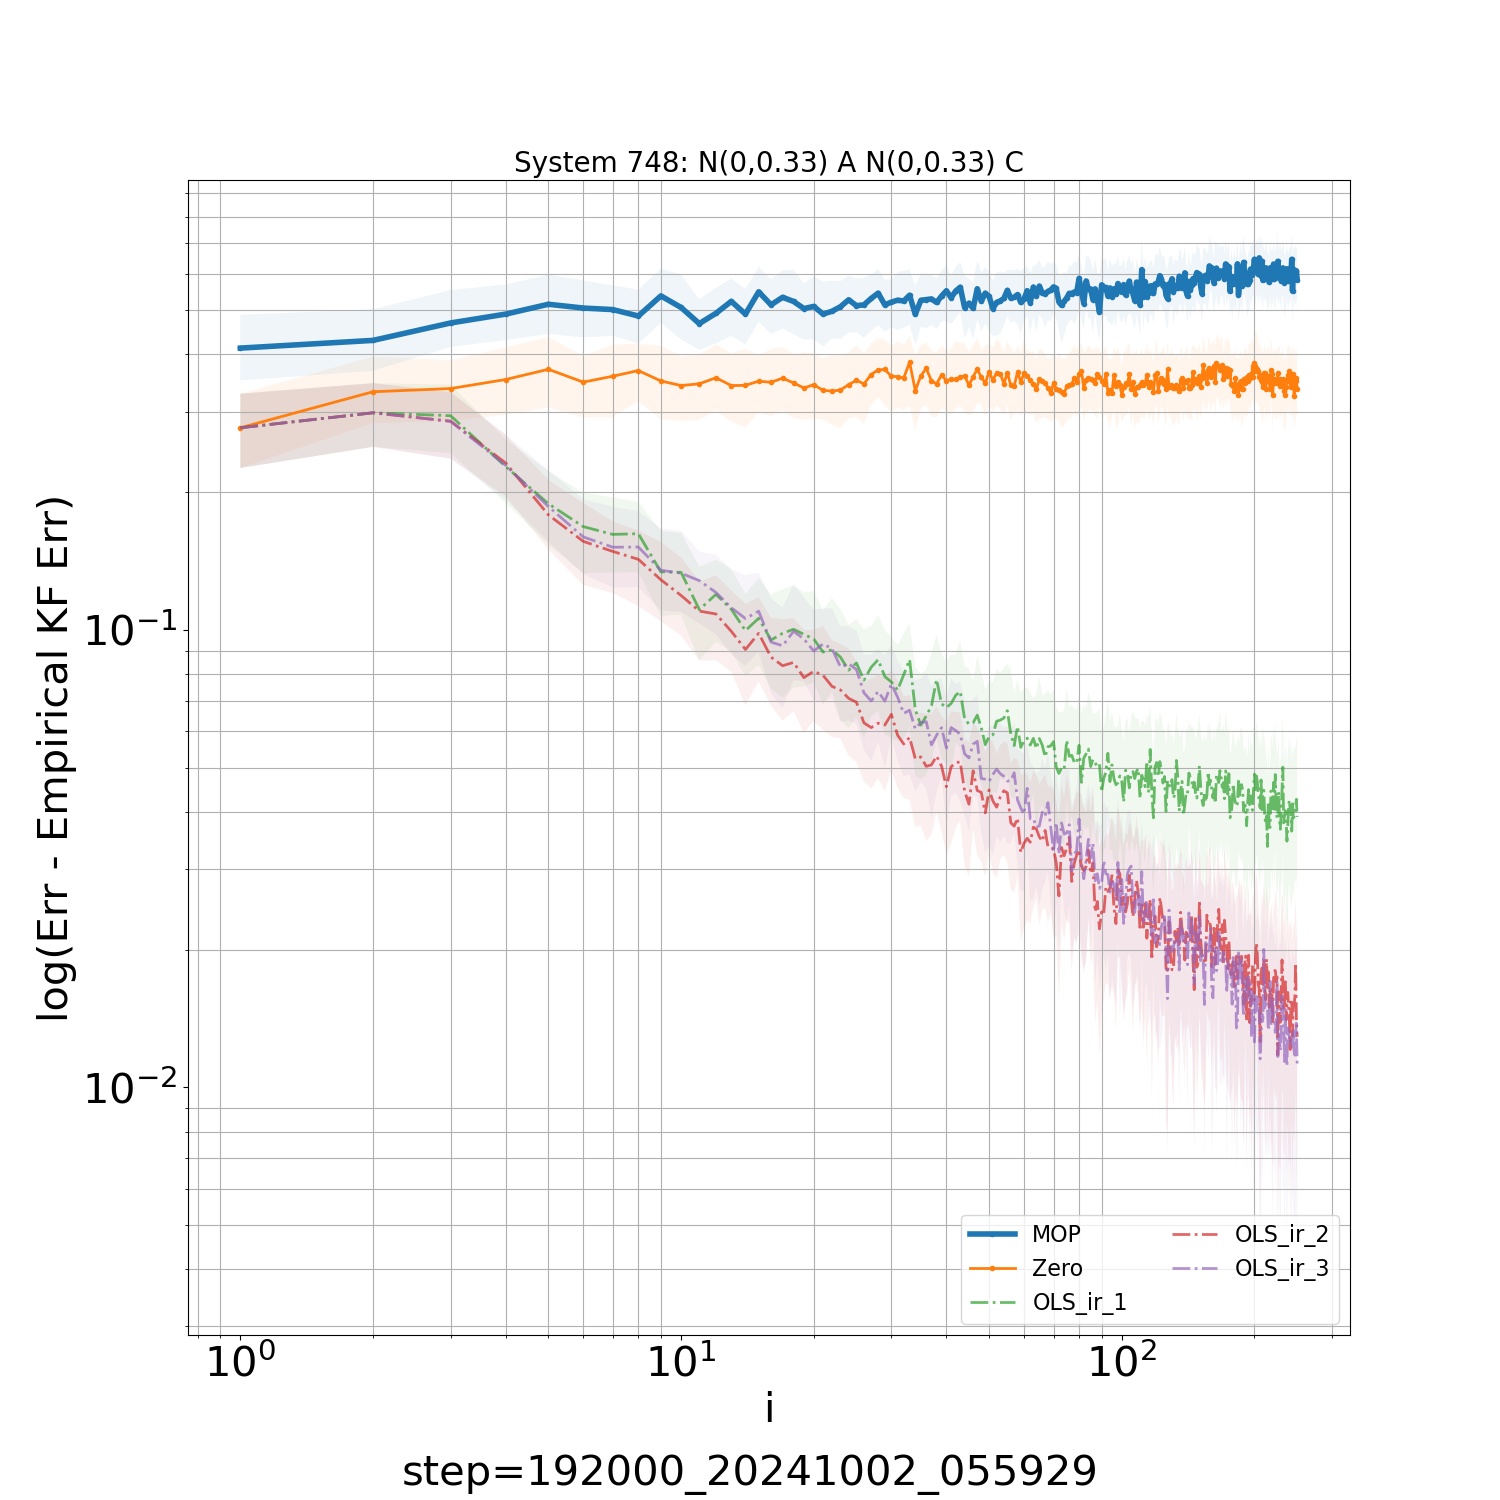 System 748: N(0,0.33) A N(0,0.33) C
log(Err - Empirical KF Err)
10⁻¹
10⁻²
MOP
Zero
OLS_ir_1
OLS_ir_2
OLS_ir_3
10⁰ 10¹ 10²
i
step=192000_20241002_055929